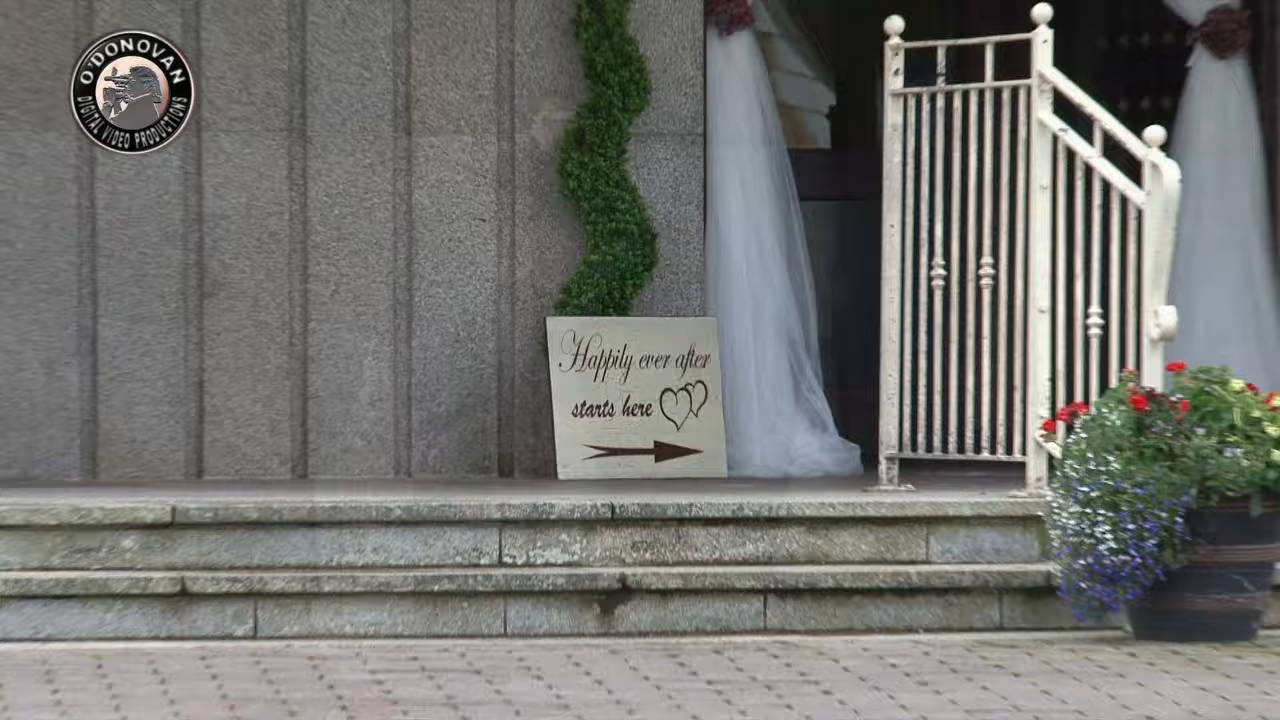 O'DONOVAN
DIGITAL VIDEO PRODUCTIONS
Happily ever after
starts here